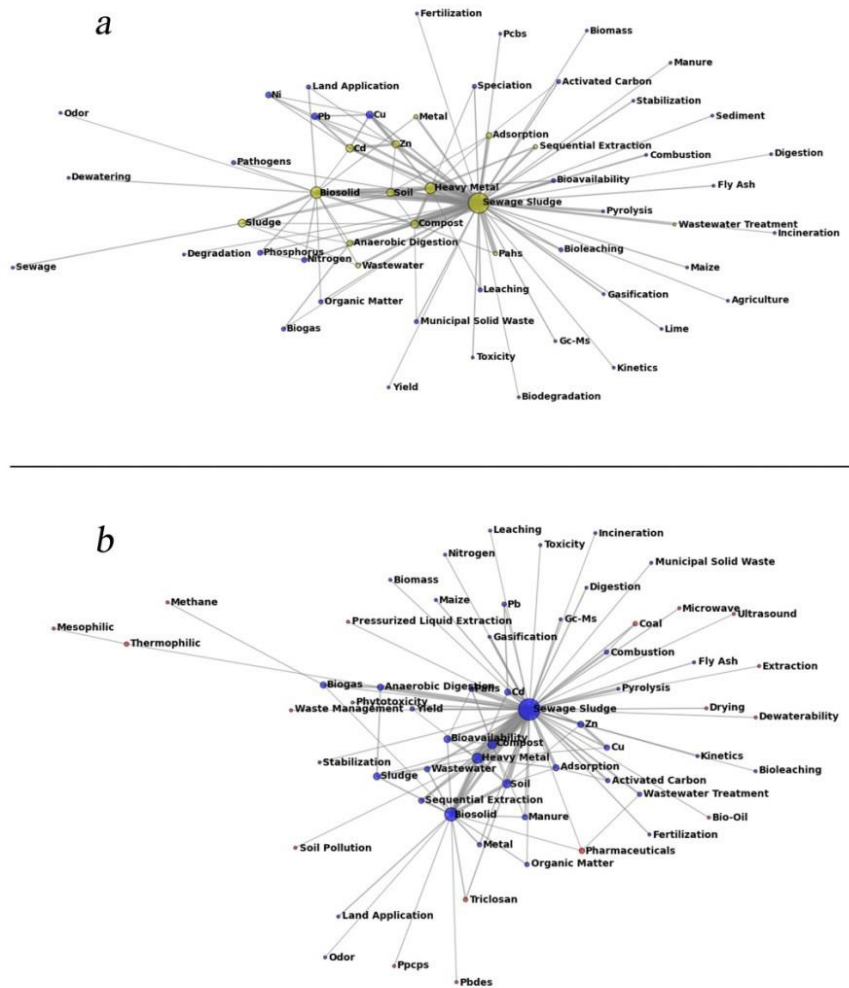 a
Fertilization
Biomass
Pcbs
Manure
Activated Carbon
Land Application
Speciation
Ni
Stabilization
Odor
Pb
Cu
Metal
Sediment
Adsorption
Zn
Sequential Extraction
Cd
Combustion
Digestion
Pathogens
Dewatering
Bioavailability
Fly Ash
Biosolid
Soil
Heavy Metal
Sewage Sludge
Pyrolysis
Sludge
Compost
Wastewater Treatment
Incineration
Anaerobic Digestion
Degradation
Phosphorus
Pahs
Bioleaching
Nitrogen
Wastewater
Sewage
Maize
Leaching
Gasification
Organic Matter
Agriculture
Municipal Solid Waste
Biogas
Lime
Gc-Ms
Toxicity
Kinetics
Yield
Biodegradation
b
Leaching
Incineration
Toxicity
Nitrogen
Municipal Solid Waste
Biomass
Digestion
Methane
Maize
Pb
Microwave
Ultrasound
Pressurized Liquid Extraction
Gc-Ms
Coal
Mesophilic
Gasification
Thermophilic
Combustion
Fly Ash
Extraction
Biogas
Anaerobic Digestion
Pahs
Cd
Pyrolysis
Phytotoxicity
Waste Management
Yield
Sewage Sludge
Drying
Dewaterability
Zn
Bioavailability
Compost
Cu
Heavy Metal
Kinetics
Stabilization
Wastewater
Adsorption
Bioleaching
Sludge
Soil
Activated Carbon
Wastewater Treatment
Sequential Extraction
Biosolid
Manure
Bio-Oil
Fertilization
Metal
Soil Pollution
Pharmaceuticals
Organic Matter
Triclosan
Land Application
Odor
Ppcps
Pbdes